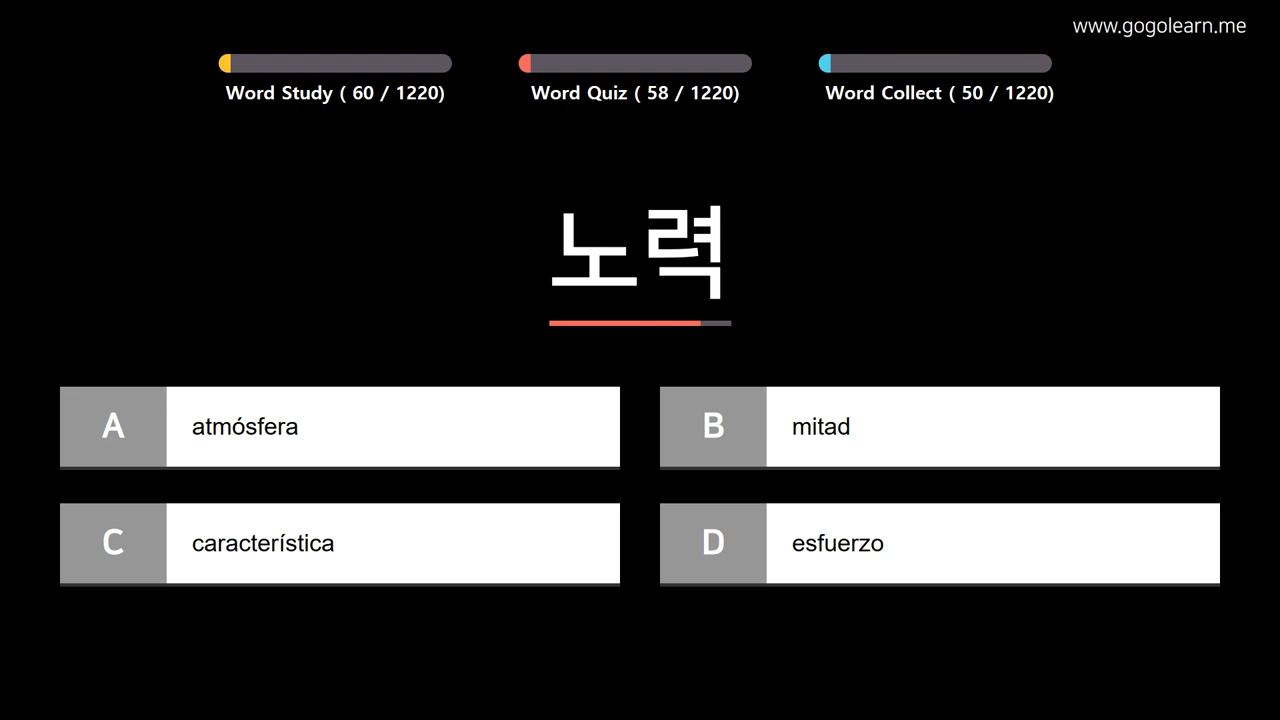 www.gogolearn.me
Word Study ( 60 / 1220)
Word Quiz ( 58 / 1220)
Word Collect ( 50 / 1220)
노력
A atmósfera
B mitad
C característica
D esfuerzo